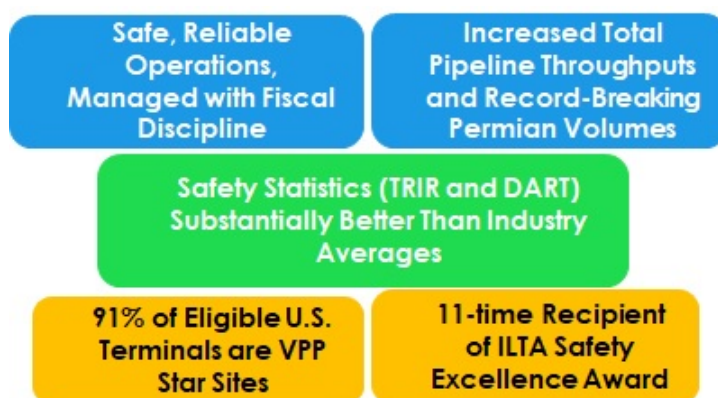 Safe, Reliable
Operations,
Managed with Fiscal
Discipline
Increased Total
Pipeline Throughputs
and Record-Breaking
Permian Volumes
Safety Statistics (TRIR and DART)
Substantially Better Than Industry
Averages
91% of Eligible U.S.
Terminals are VPP
Star Sites
11-time Recipient
of ILTA Safety
Excellence Award